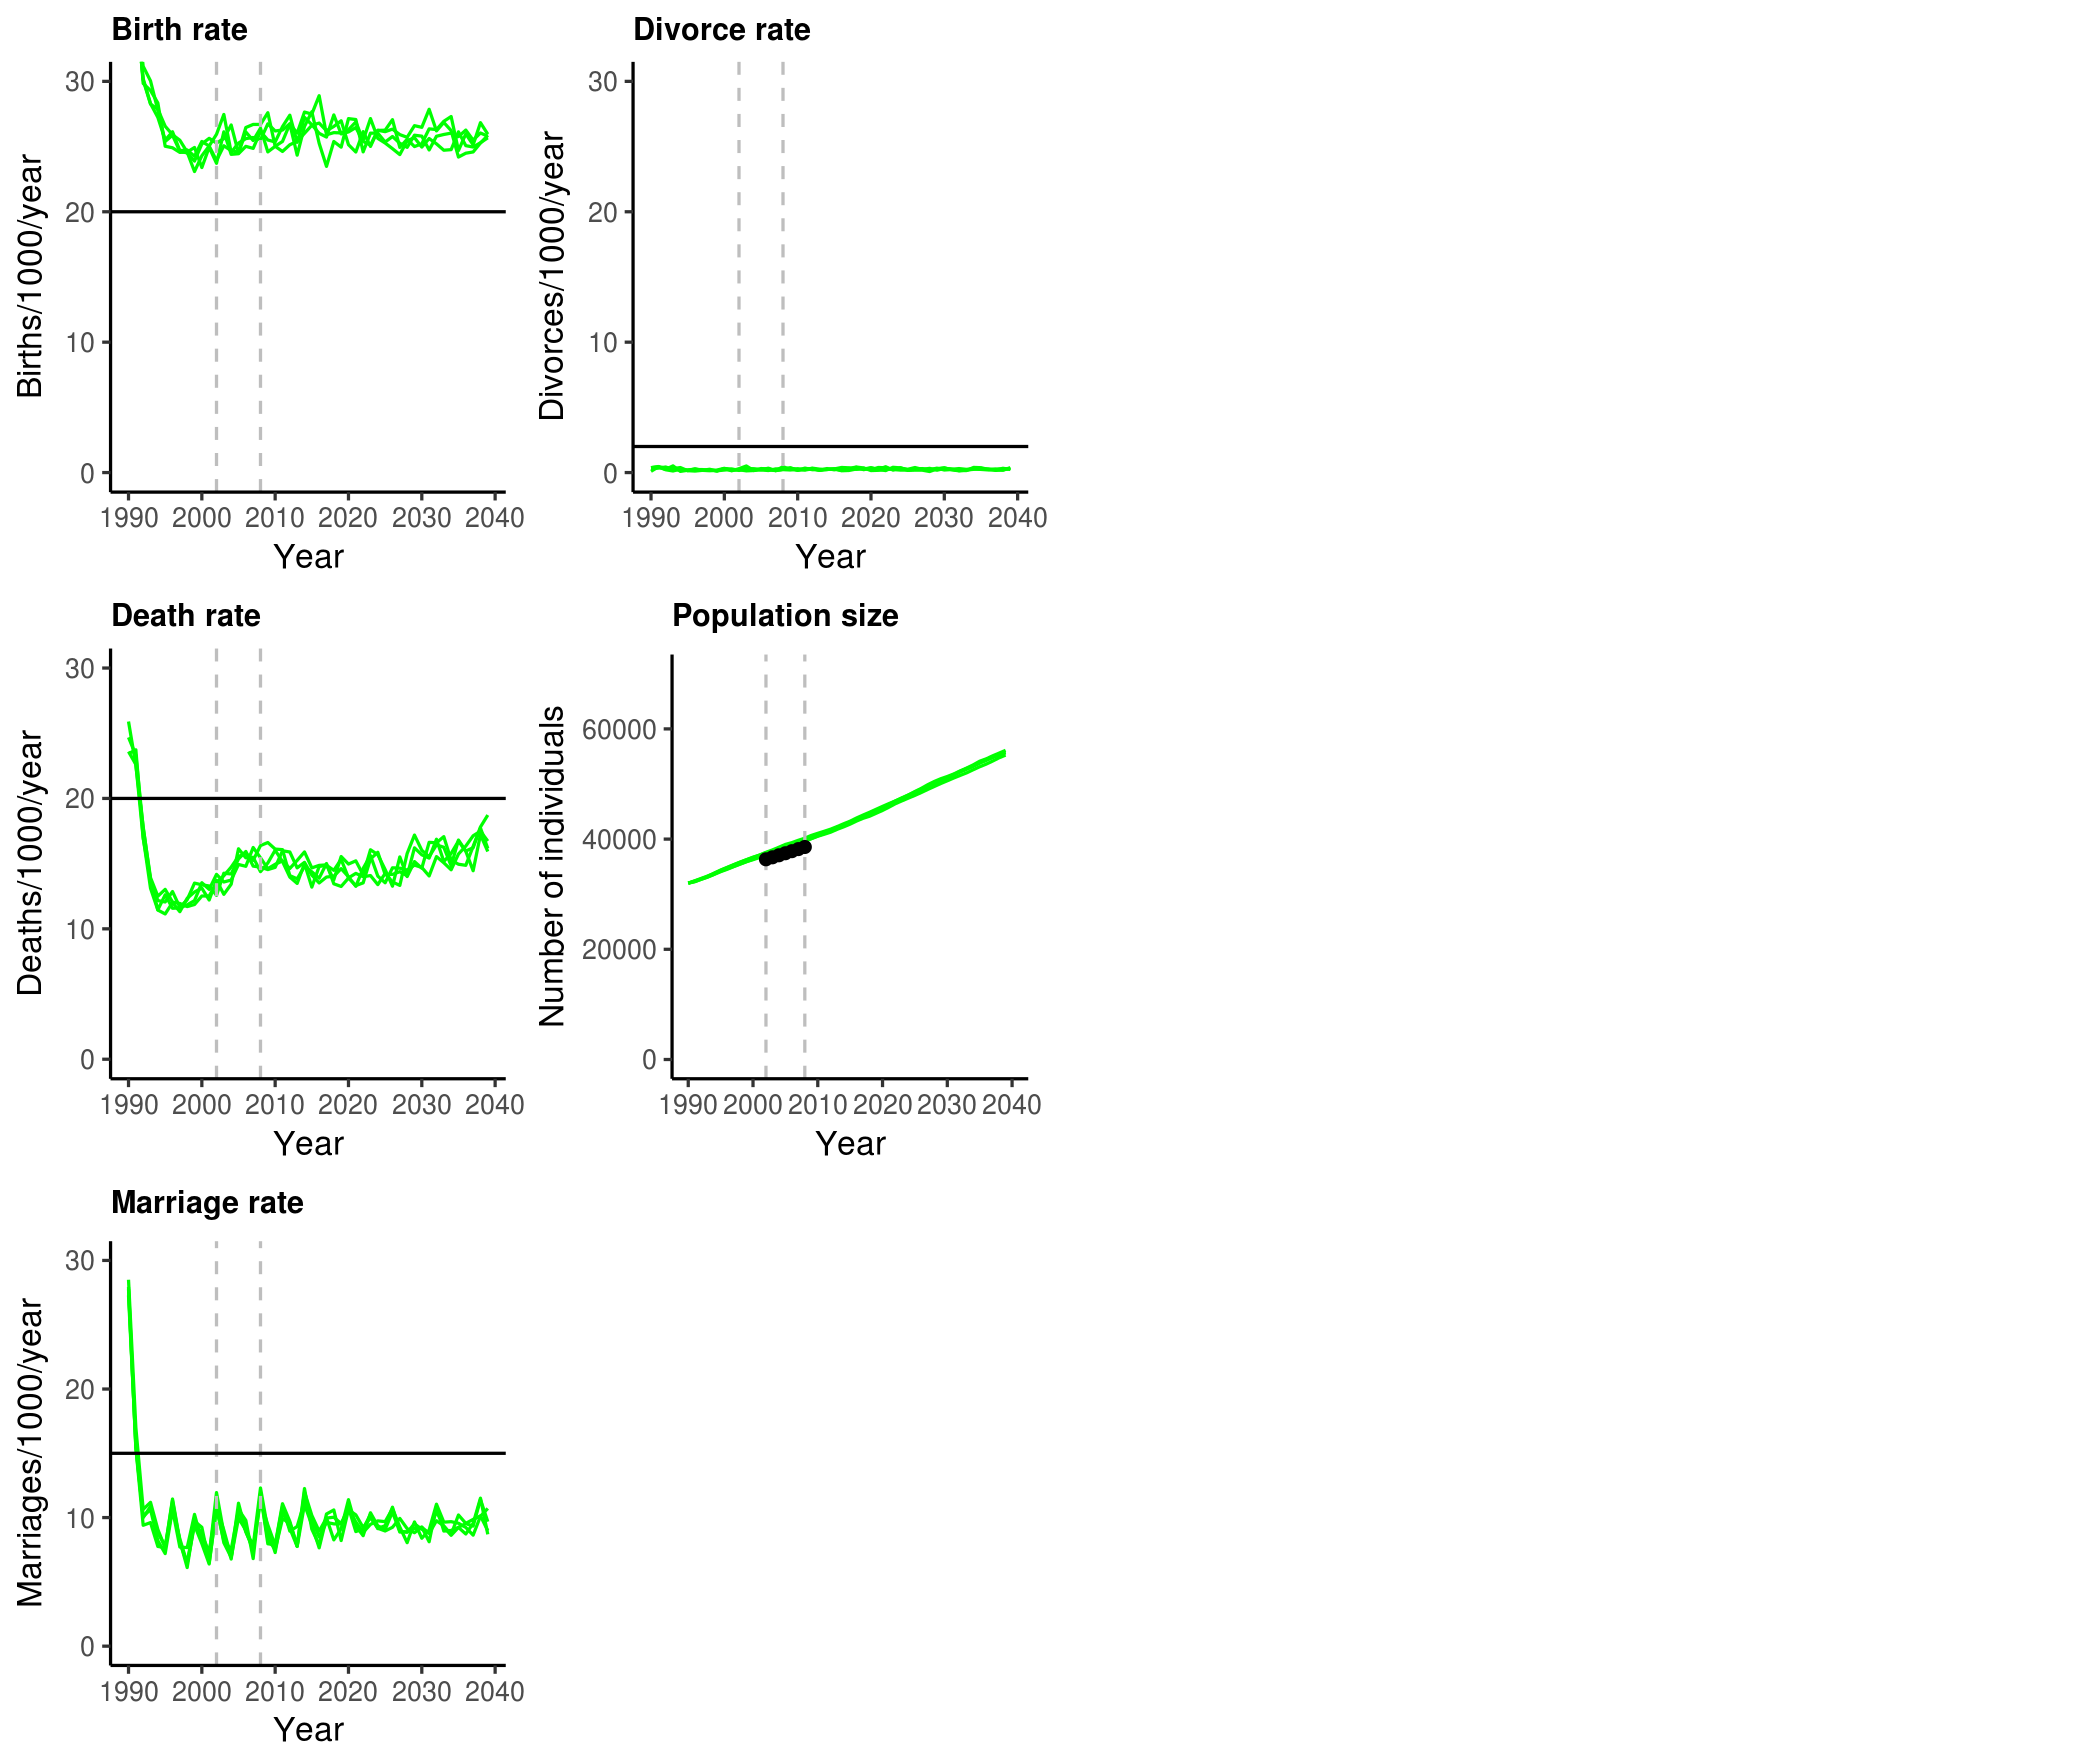 Birth rate
Births/1000/year
30
20
10
0
1990 2000 2010 2020 2030 2040
Year
Divorce rate
Divorces/1000/year
30
20
10
0
1990 2000 2010 2020 2030 2040
Year
Death rate
Deaths/1000/year
30
20
10
0
1990 2000 2010 2020 2030 2040
Year
Population size
Number of individuals
60000
40000
20000
0
1990 2000 2010 2020 2030 2040
Year
Marriage rate
Marriages/1000/year
30
20
10
0
1990 2000 2010 2020 2030 2040
Year